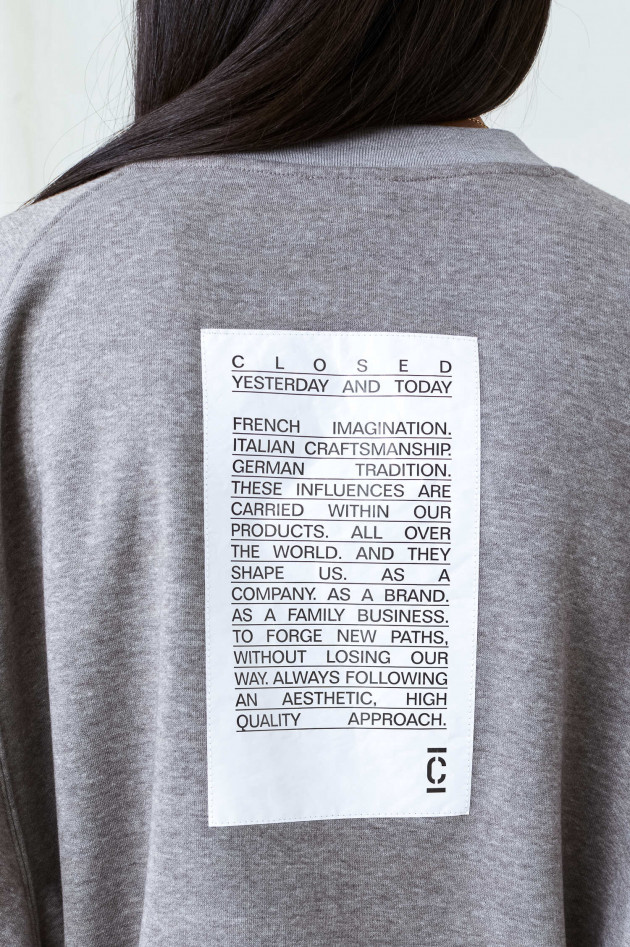 CLOSED
YESTERDAY AND TODAY
FRENCH IMAGINATION.
ITALIAN CRAFTSMANSHIP.
GERMAN TRADITION.
THESE INFLUENCES ARE
CARRIED WITHIN OUR
PRODUCTS. ALL OVER
THE WORLD. AND THEY
SHAPE US. AS A
COMPANY. AS A BRAND.
AS A FAMILY BUSINESS.
TO FORGE NEW PATHS,
WITHOUT LOSING OUR
WAY. ALWAYS FOLLOWING
AN AESTHETIC, HIGH
QUALITY APPROACH.
C